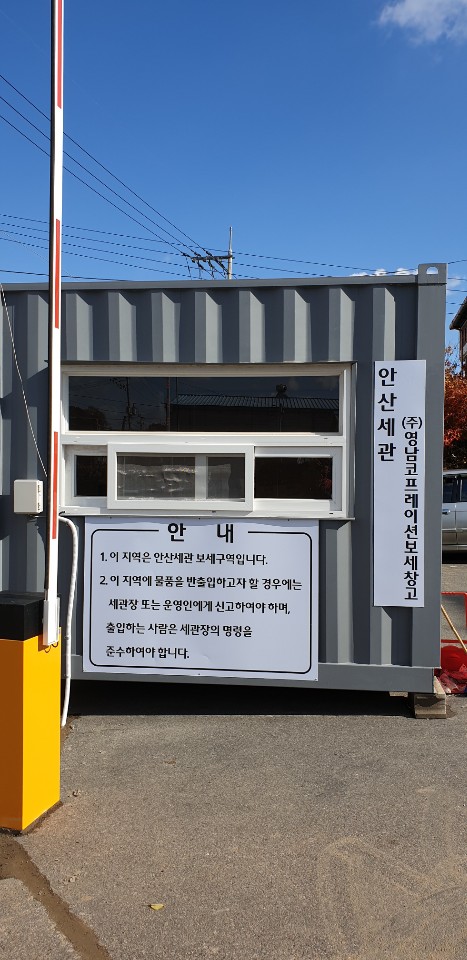 안 내
1. 이 지역은 안산세관 보세구역입니다.
2. 이 지역에 물품을 반출입하고자 할 경우에는
세관장 또는 운영인에게 신고하여야 하며,
출입하는 사람은 세관장의 명령을
준수하여야 합니다.
안산세관
(주)영남코프레이션보세창고